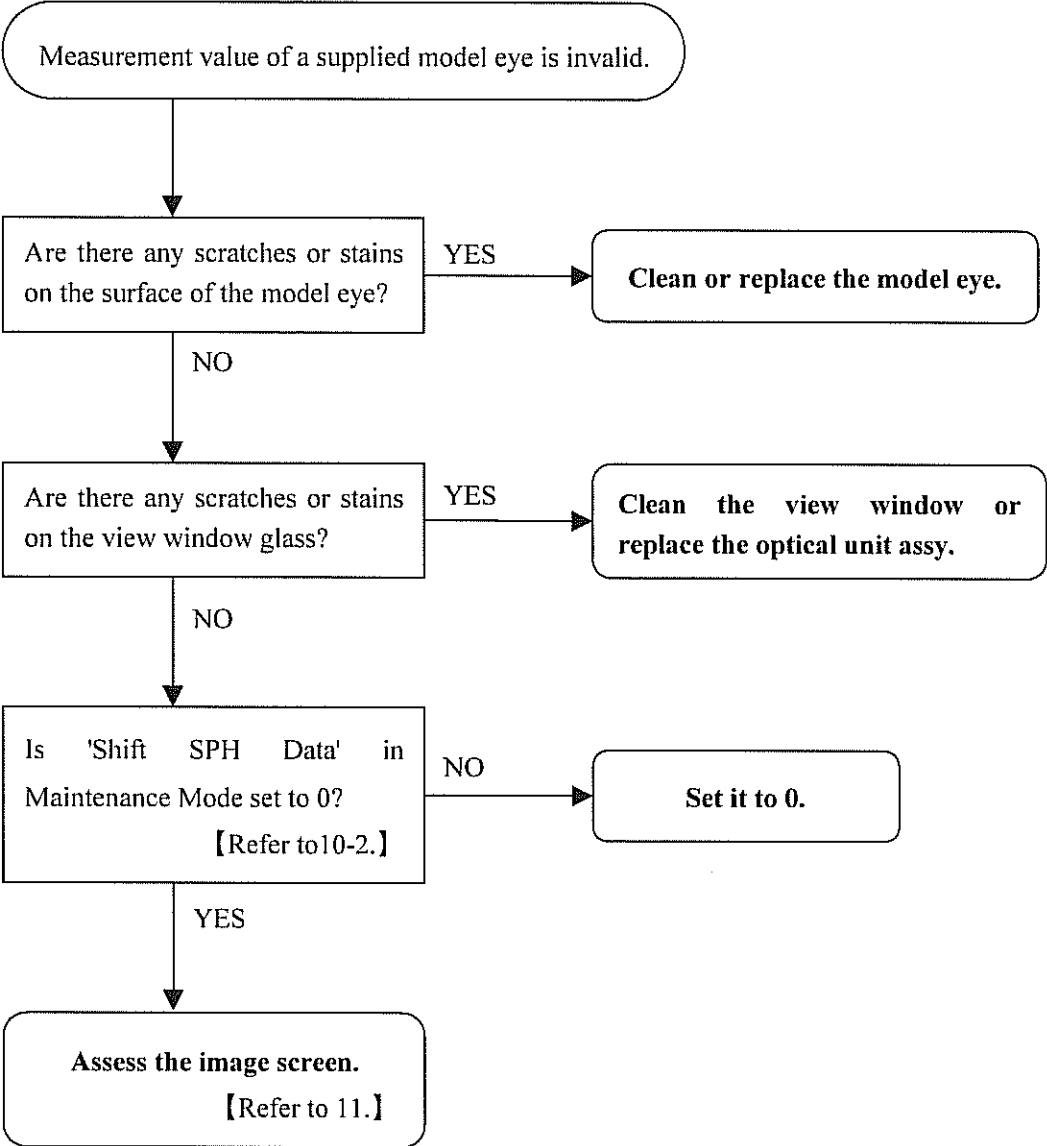 Measurement value of a supplied model eye is invalid.
Are there any scratches or stains
on the surface of the model eye?
YES
Clean or replace the model eye.
NO
Are there any scratches or stains
on the view window glass?
YES
Clean the view window or
replace the optical unit assy.
NO
Is 'Shift SPH Data' in
Maintenance Mode set to 0?
【Refer to10-2.】
NO
Set it to 0.
YES
Assess the image screen.
【Refer to 11.】